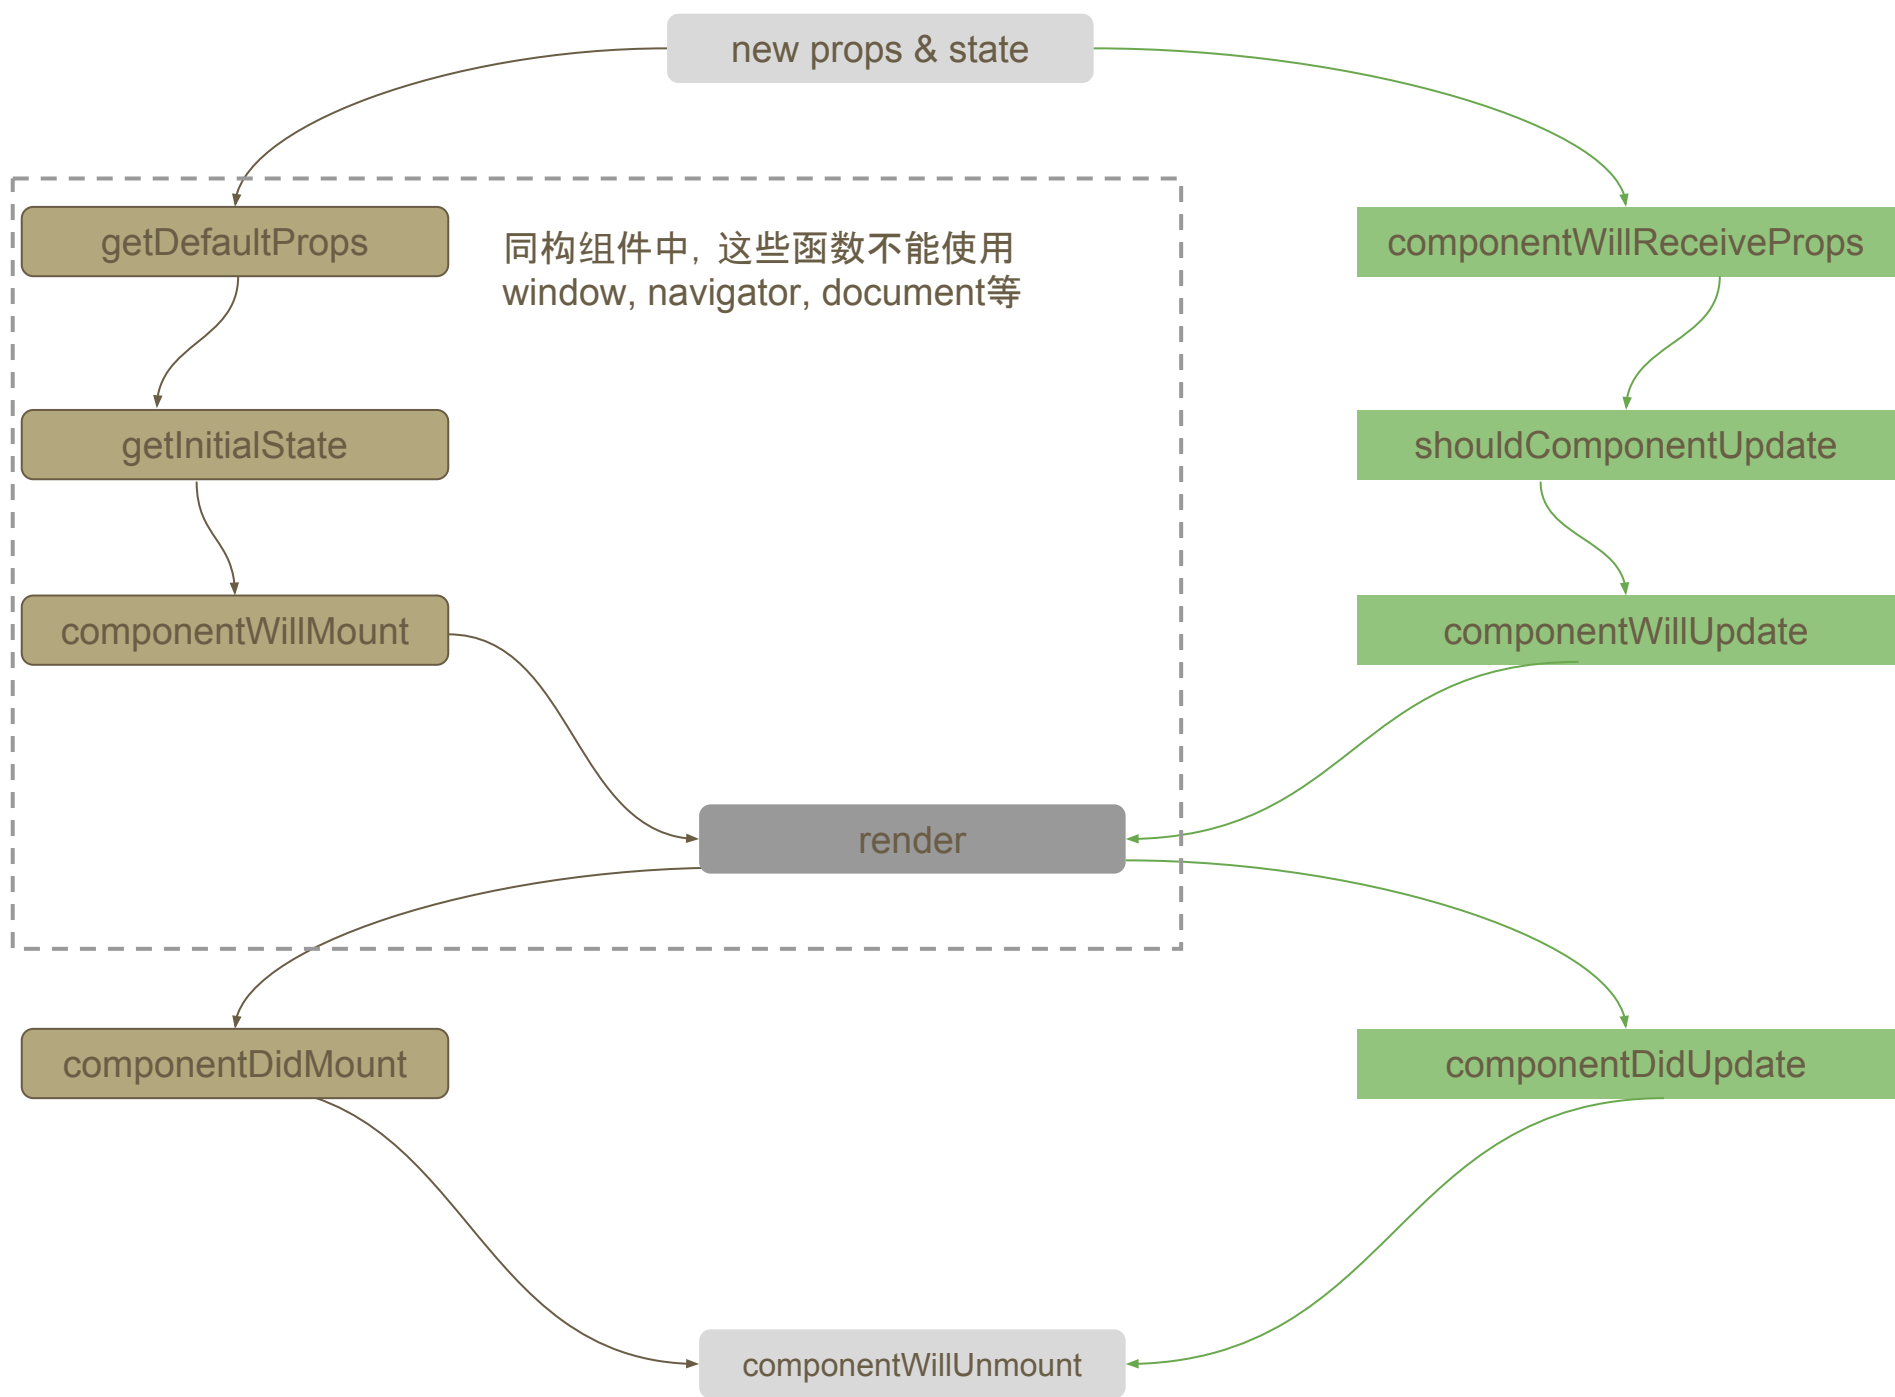 new props & state
getDefaultProps
同构组件中，这些函数不能使用
window, navigator, document等
componentWillReceiveProps
getInitialState
shouldComponentUpdate
componentWillMount
componentWillUpdate
render
componentDidMount
componentDidUpdate
componentWillUnmount